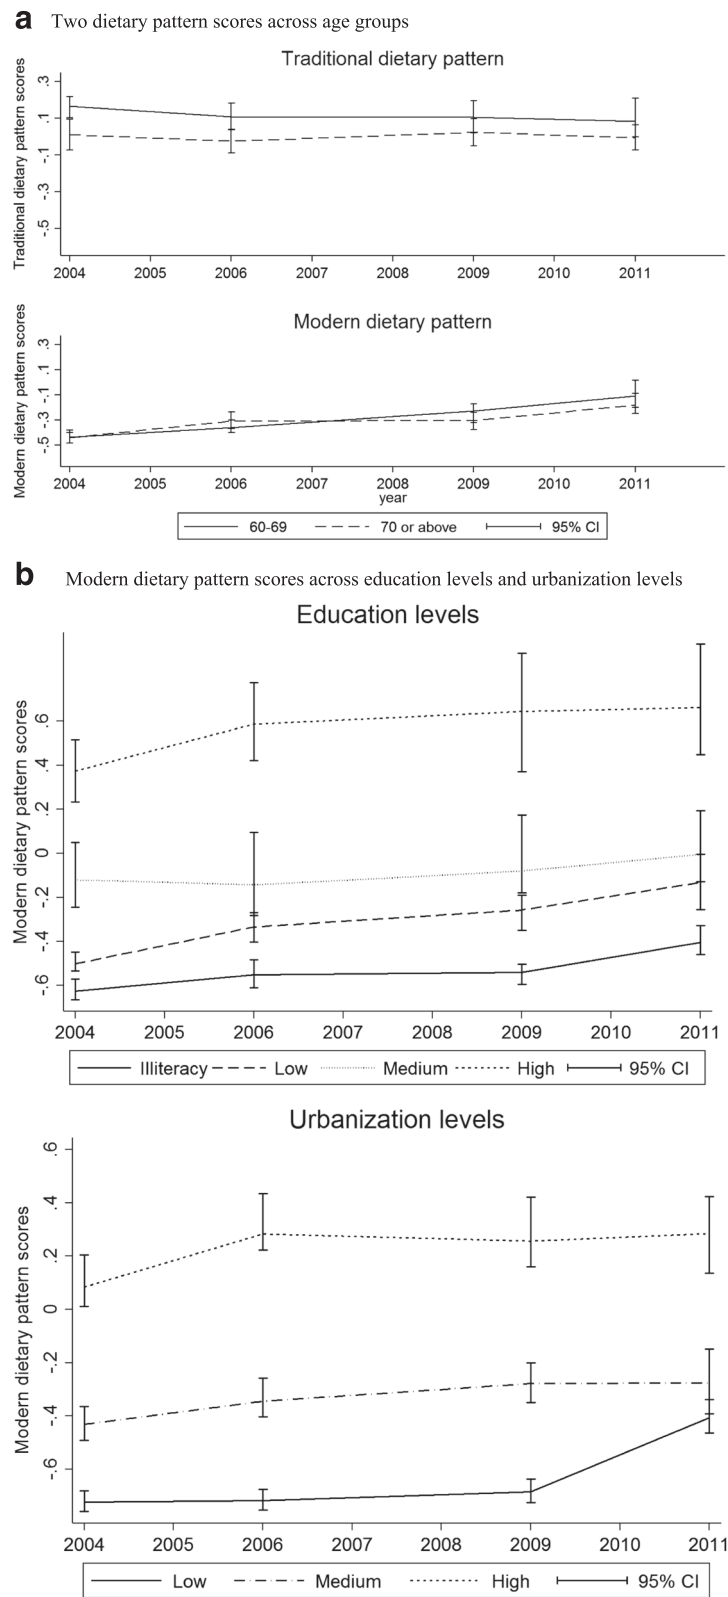 a Two dietary pattern scores across age groups
Traditional dietary pattern
Traditional dietary pattern scores
.3
.1
-.1
-.3
-.5
2004 2005 2006 2007 2008 2009 2010 2011
Modern dietary pattern
Modern dietary pattern scores
.3
.1
-.1
-.3
-.5
2004 2005 2006 2007 2008 2009 2010 2011
year
60-69 70 or above 95% CI
b Modern dietary pattern scores across education levels and urbanization levels
Education levels
Modern dietary pattern scores
.6
.4
.2
0
-.2
-.4
-.6
2004 2005 2006 2007 2008 2009 2010 2011
Illiteracy Low Medium High 95% CI
Urbanization levels
Modern dietary pattern scores
.6
.4
.2
0
-.2
-.4
-.6
2004 2005 2006 2007 2008 2009 2010 2011
Low Medium High 95% CI